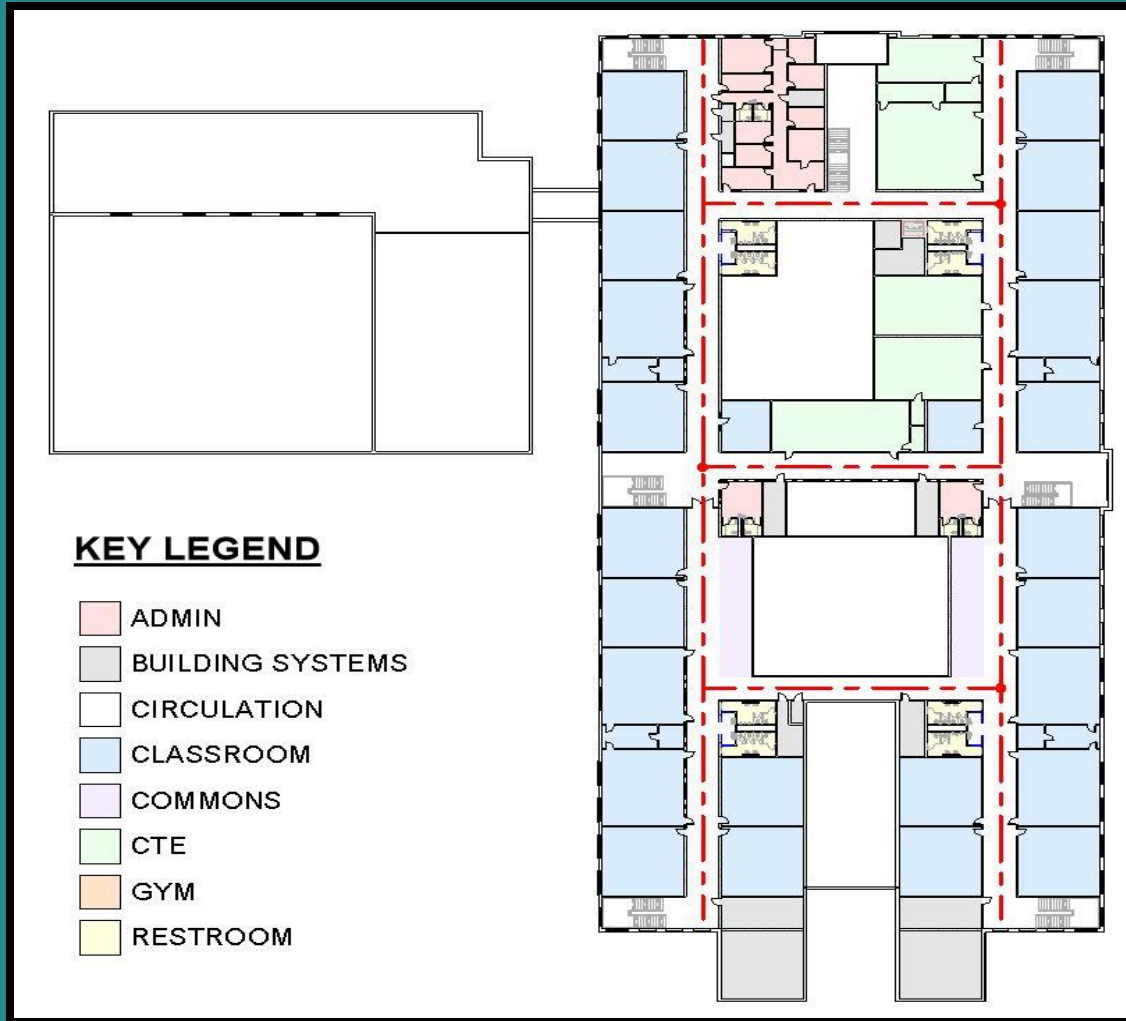 KEY LEGEND
ADMIN
BUILDING SYSTEMS
CIRCULATION
CLASSROOM
COMMONS
CTE
GYM
RESTROOM